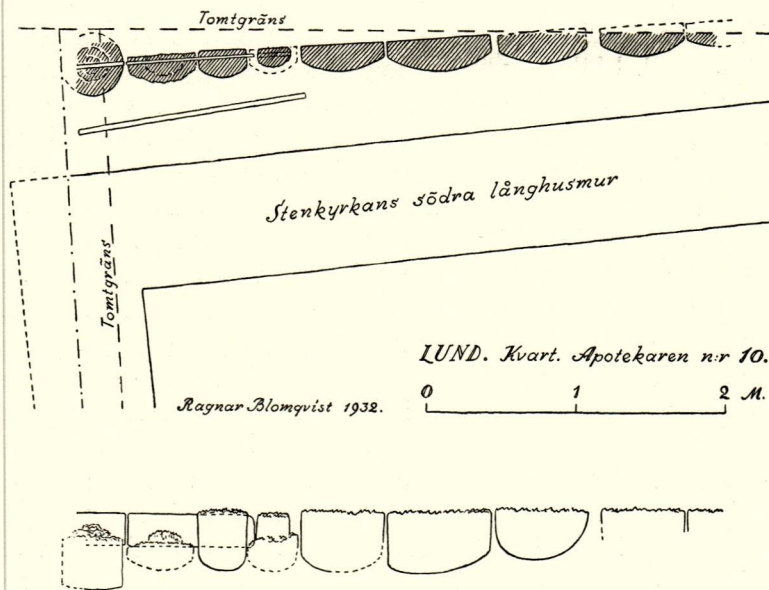 Tomtgräns
Stenkyrkans södra långhusmur
Tomtgräns
LUND. Kvart. Apotekaren n:r 10.
Ragnar Blomqvist 1932.
0 1 2 M.